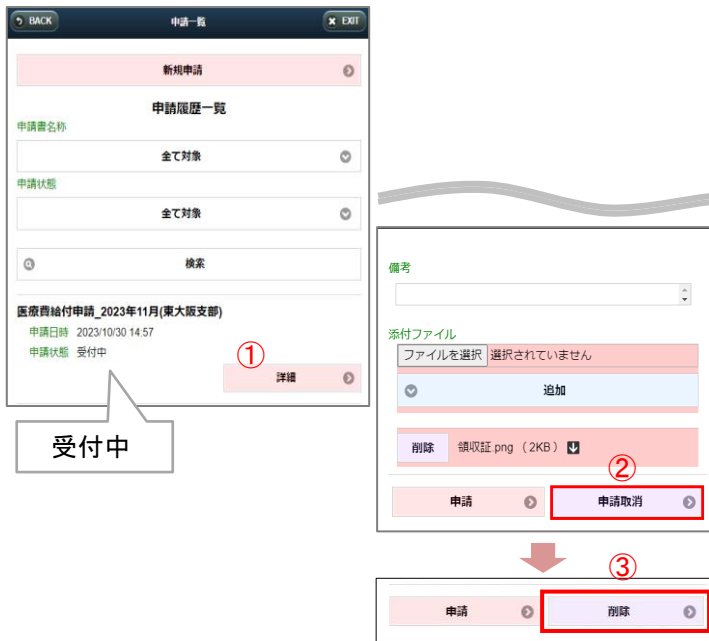 BACK
申請一覧
EXIT
新規申請
申請履歴一覧
申請書名称
全て対象
申請状態
全て対象
検索
医療費給付申請_2023年11月(東大阪支部)
申請日時 2023/10/30 14:57
申請状態 受付中
①
詳細
受付中
備考
添付ファイル
ファイルを選択 選択されていません
追加
削除 領収証.png (2KB)
②
申請 申請取消
③
申請 削除